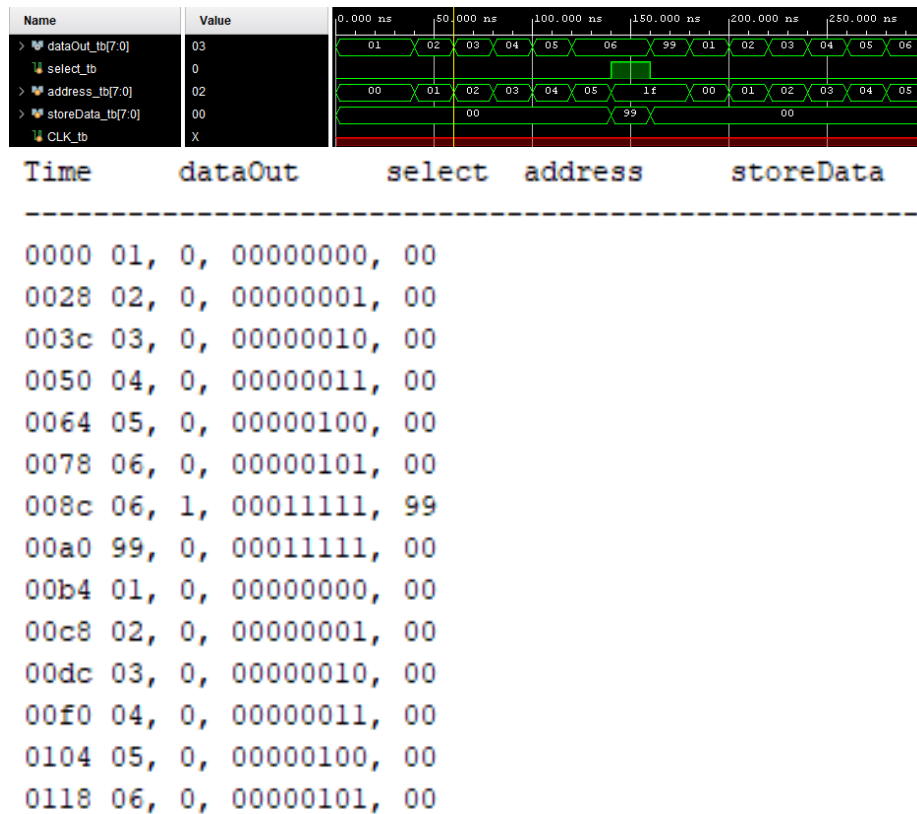 Name Value 0.000 ns 50.000 ns 100.000 ns 150.000 ns 200.000 ns 250.000 ns
dataOut_tb[7:0] 03 01 02 03 04 05 06 99 01 02 03 04 05 06
select_tb 0
address_tb[7:0] 02 00 01 02 03 04 05 1f 00 01 02 03 04 05
storeData_tb[7:0] 00 00 99 00
CLK_tb X
Time dataOut select address storeData
----------------------------------------------------
0000 01, 0, 00000000, 00
0028 02, 0, 00000001, 00
003c 03, 0, 00000010, 00
0050 04, 0, 00000011, 00
0064 05, 0, 00000100, 00
0078 06, 0, 00000101, 00
008c 06, 1, 00011111, 99
00a0 99, 0, 00011111, 00
00b4 01, 0, 00000000, 00
00c8 02, 0, 00000001, 00
00dc 03, 0, 00000010, 00
00f0 04, 0, 00000011, 00
0104 05, 0, 00000100, 00
0118 06, 0, 00000101, 00